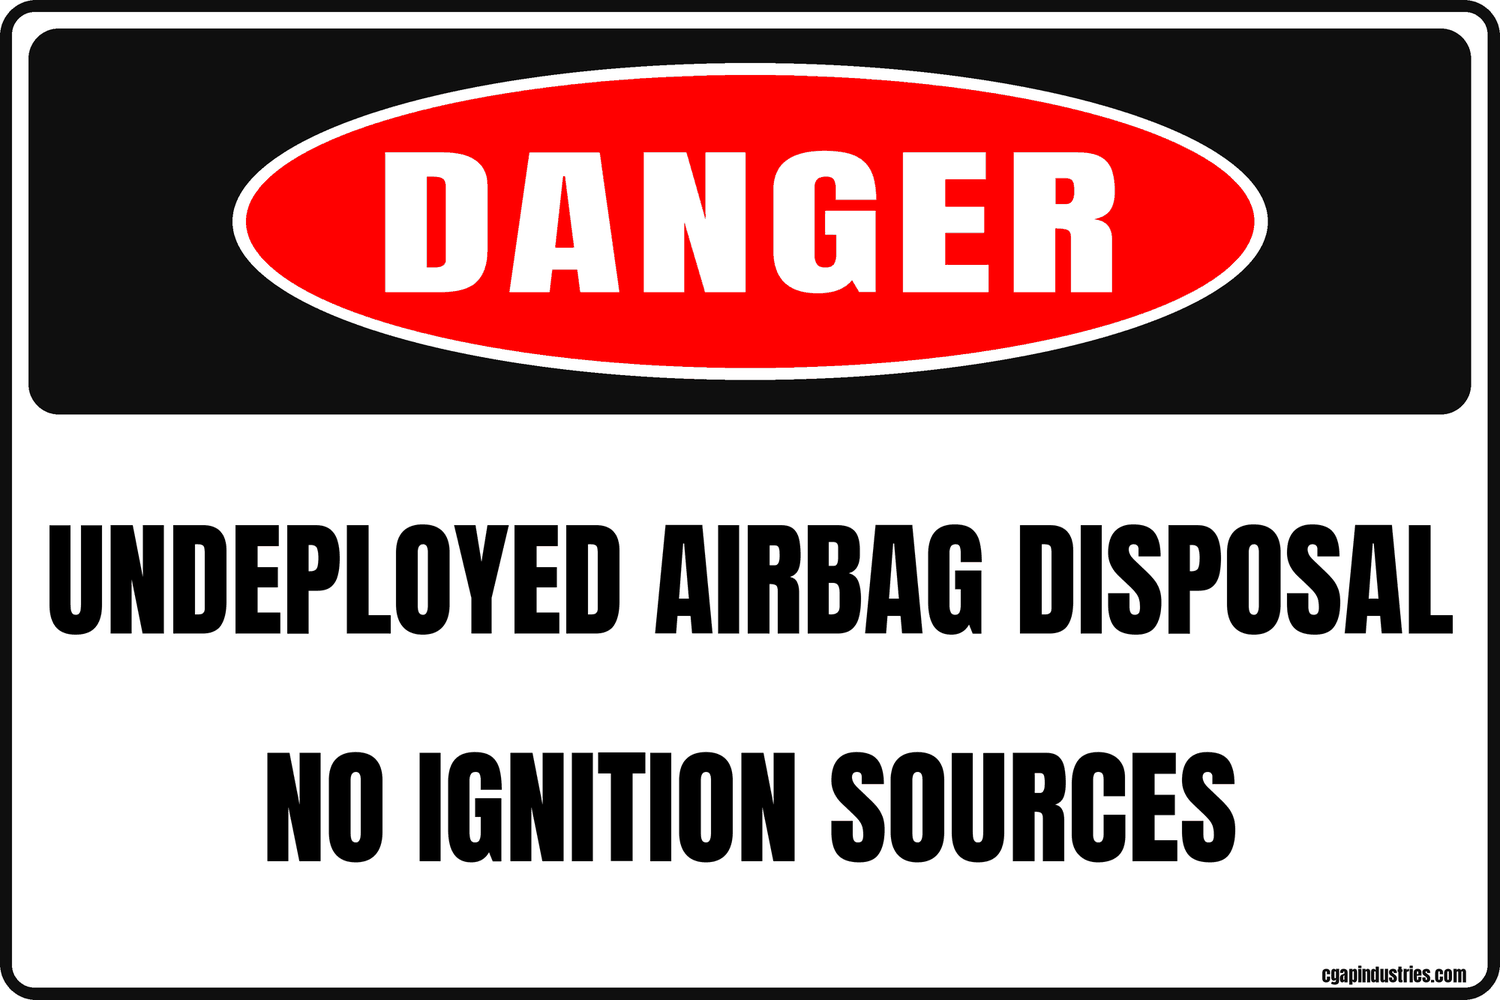 DANGER
UNDEPLOYED AIRBAG DISPOSAL
NO IGNITION SOURCES
cgapindustries.com